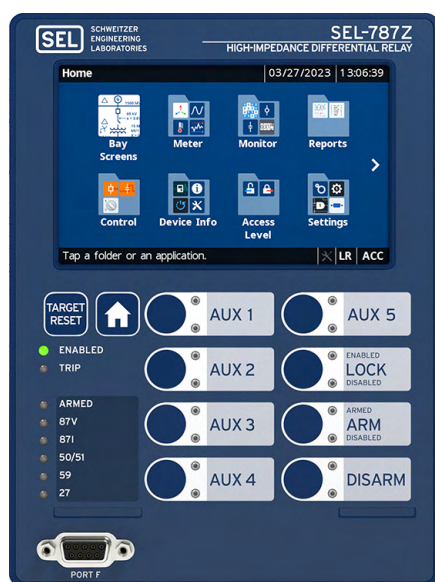 SEL
SCHWEITZER
ENGINEERING
LABORATORIES
SEL-787Z
HIGH-IMPEDANCE DIFFERENTIAL RELAY
Home 03/27/2023 13:06:39
Bay
Screens
Meter
Monitor
Reports
Control
Device Info
Access
Level
Settings
Tap a folder or an application. LR ACC
TARGET
RESET
AUX 1
AUX 5
ENABLED
TRIP
AUX 2
ENABLED
LOCK
DISABLED
ARMED
87V
87I
50/51
59
27
AUX 3
ARMED
ARM
DISABLED
AUX 4
DISARM
PORT F